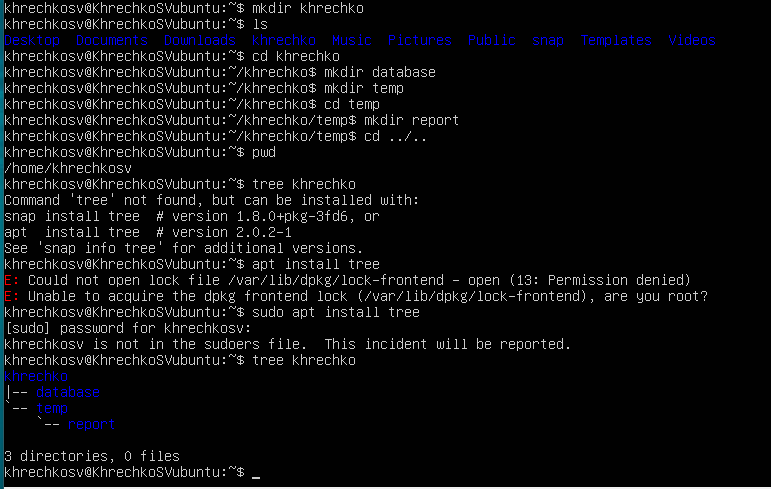 khrechkosv@KhrechkoSVubuntu:~$ mkdir khrechko
khrechkosv@KhrechkoSVubuntu:~$ ls
Desktop  Documents  Downloads  khrechko  Music  Pictures  Public  snap  Templates  Videos
khrechkosv@KhrechkoSVubuntu:~$ cd khrechko
khrechkosv@KhrechkoSVubuntu:~/khrechko$ mkdir database
khrechkosv@KhrechkoSVubuntu:~/khrechko$ mkdir temp
khrechkosv@KhrechkoSVubuntu:~/khrechko$ cd temp
khrechkosv@KhrechkoSVubuntu:~/khrechko/temp$ mkdir report
khrechkosv@KhrechkoSVubuntu:~/khrechko/temp$ cd ../..
khrechkosv@KhrechkoSVubuntu:~$ pwd
/home/khrechkosv
khrechkosv@KhrechkoSVubuntu:~$ tree khrechko
Command 'tree' not found, but can be installed with:
snap install tree  # version 1.8.0+pkg-3fd6, or
apt  install tree  # version 2.0.2-1
See 'snap info tree' for additional versions.
khrechkosv@KhrechkoSVubuntu:~$ apt install tree
E: Could not open lock file /var/lib/dpkg/lock-frontend - open (13: Permission denied)
E: Unable to acquire the dpkg frontend lock (/var/lib/dpkg/lock-frontend), are you root?
khrechkosv@KhrechkoSVubuntu:~$ sudo apt install tree
[sudo] password for khrechkosv:
khrechkosv is not in the sudoers file.  This incident will be reported.
khrechkosv@KhrechkoSVubuntu:~$ tree khrechko
khrechko
|-- database
`-- temp
    `-- report

3 directories, 0 files
khrechkosv@KhrechkoSVubuntu:~$ _